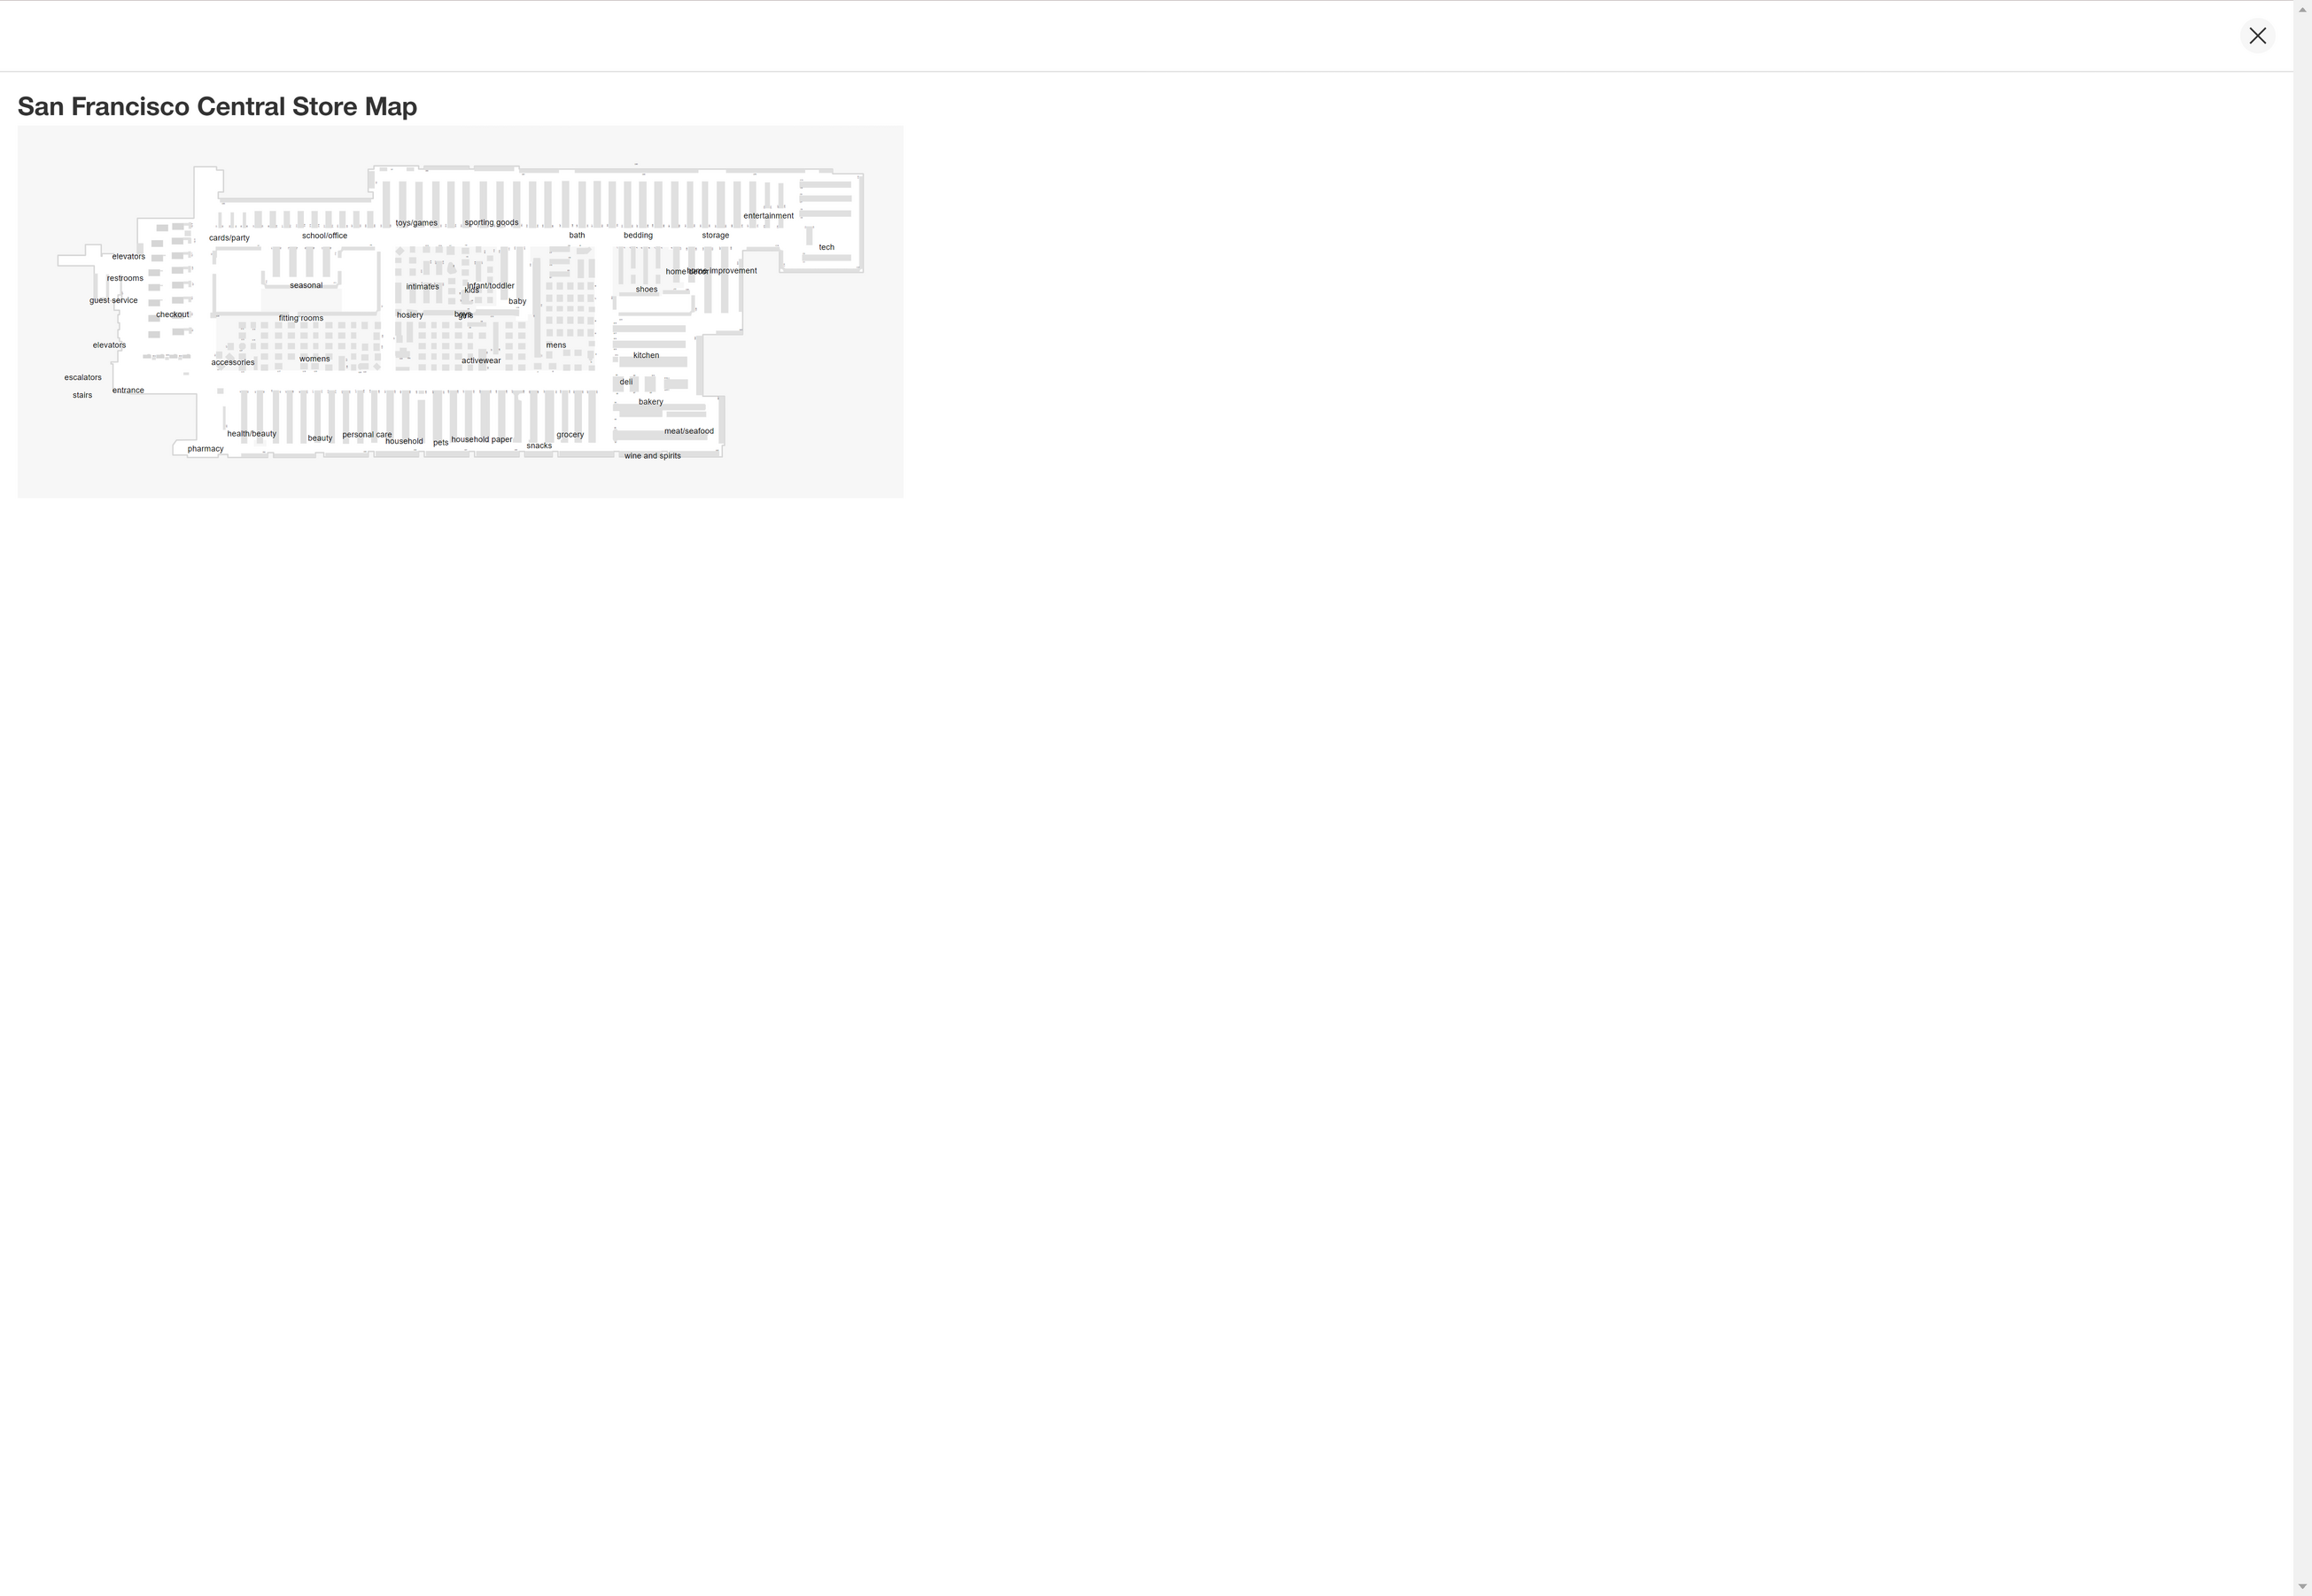 San Francisco Central Store Map
entertainment
toys/games
sporting goods
cards/party
school/office
bath
bedding
storage
tech
elevators
home decor
home improvement
restrooms
seasonal
intimates
infant/toddler
kids
shoes
guest service
baby
checkout
fitting rooms
hosiery
boys
girls
elevators
mens
accessories
womens
activewear
kitchen
escalators
deli
entrance
stairs
bakery
health/beauty
beauty
personal care
household
pets
household paper
snacks
grocery
meat/seafood
pharmacy
wine and spirits